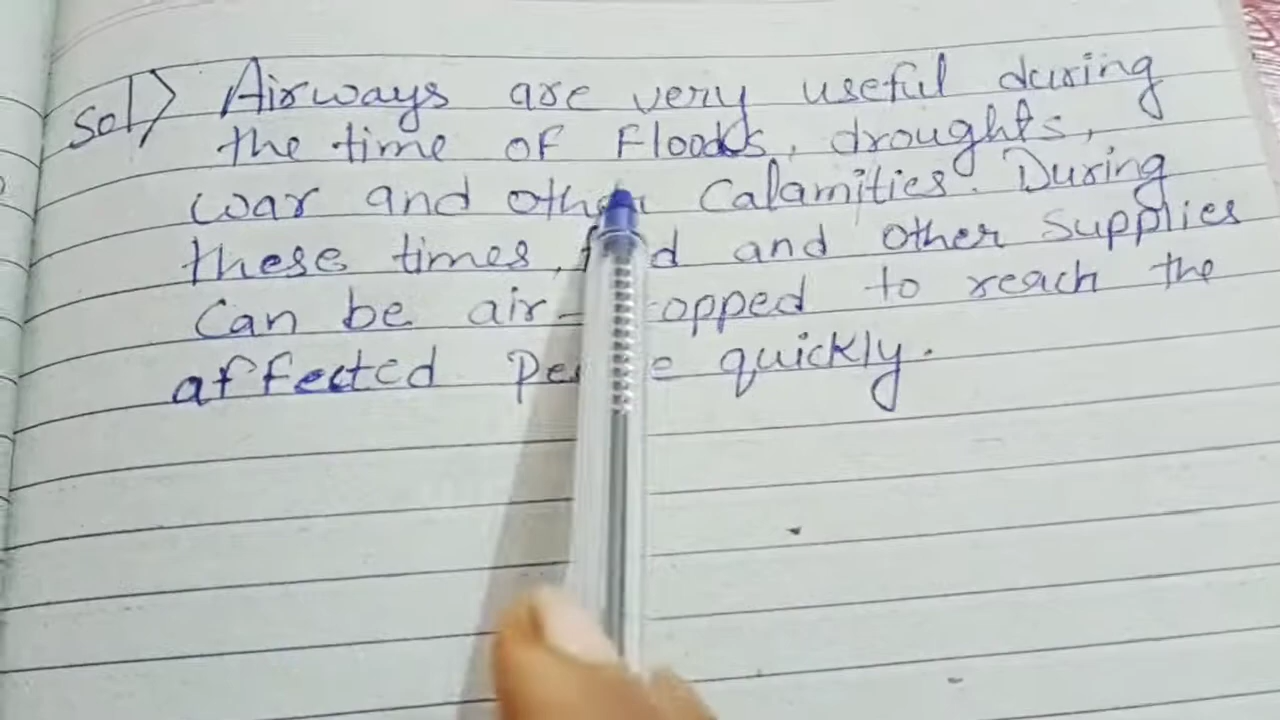 Sol> Airways are very useful during
the time of Floods, droughts,
war and other Calamities. During
these times, and other supplies
Can be air- to reach the
affected quickly.